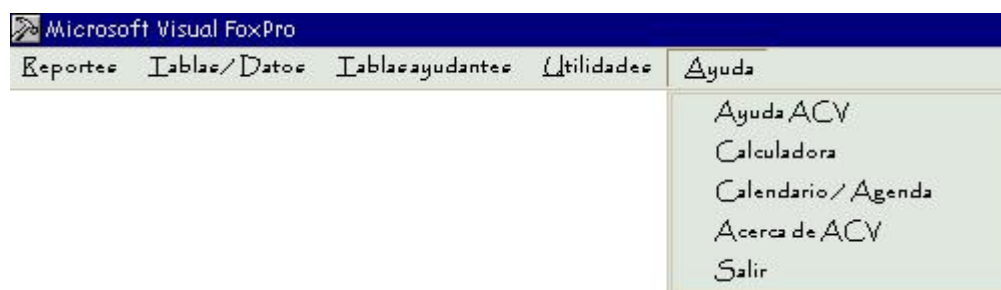 Microsoft Visual FoxPro
Reportes Tablas/Datos Tablasayudantes Utilidades Ayuda
Ayuda ACV
Calculadora
Calendario/Agenda
Acerca de ACV
Salir